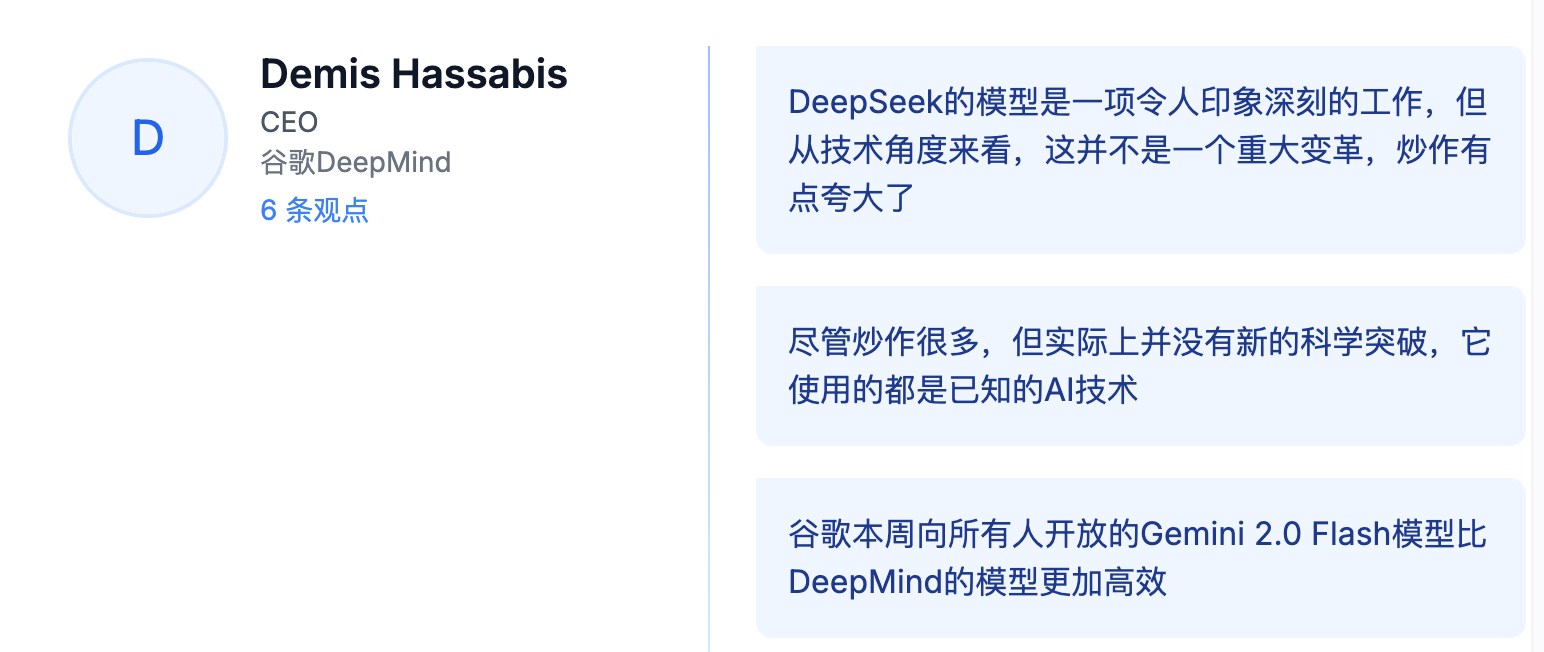 Demis Hassabis
CEO
谷歌DeepMind
6 条观点
D
DeepSeek的模型是一项令人印象深刻的工作，但
从技术角度来看，这并不是一个重大变革，炒作有
点夸大了
尽管炒作很多，但实际上并没有新的科学突破，它
使用的都是已知的AI技术
谷歌本周向所有人开放的Gemini 2.0 Flash模型比
DeepMind的模型更加高效